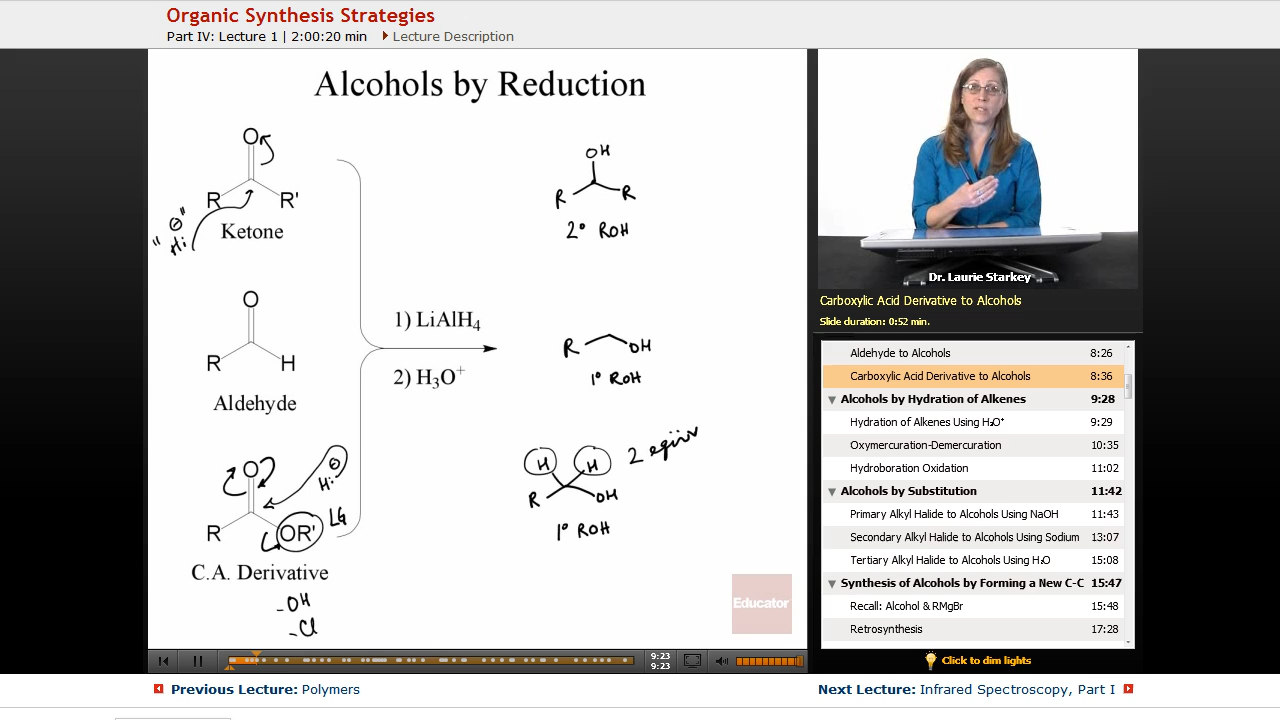 Organic Synthesis Strategies
Part IV: Lecture 1 | 2:00:20 min
Lecture Description
Alcohols by Reduction
O
R
R'
"⊖"
"H:
Ketone
OH
R
R
2° ROH
O
R
H
Aldehyde
1) LiAlH4
2) H3O+
R
OH
1° ROH
O
H:⊖
R
OR'
LG
C.A. Derivative
-OH
-Cl
H
H
2 equiv
R
OH
1° ROH
Educator
9:23
9:23
Dr. Laurie Starkey
Carboxylic Acid Derivative to Alcohols
Slide duration: 0:52 min.
Aldehyde to Alcohols 8:26
Carboxylic Acid Derivative to Alcohols 8:36
Alcohols by Hydration of Alkenes 9:28
Hydration of Alkenes Using H₃O⁺ 9:29
Oxymercuration-Demercuration 10:35
Hydroboration Oxidation 11:02
Alcohols by Substitution 11:42
Primary Alkyl Halide to Alcohols Using NaOH 11:43
Secondary Alkyl Halide to Alcohols Using Sodium 13:07
Tertiary Alkyl Halide to Alcohols Using H₂O 15:08
Synthesis of Alcohols by Forming a New C-C 15:47
Recall: Alcohol & RMgBr 15:48
Retrosynthesis 17:28
Click to dim lights
Previous Lecture: Polymers
Next Lecture: Infrared Spectroscopy, Part I